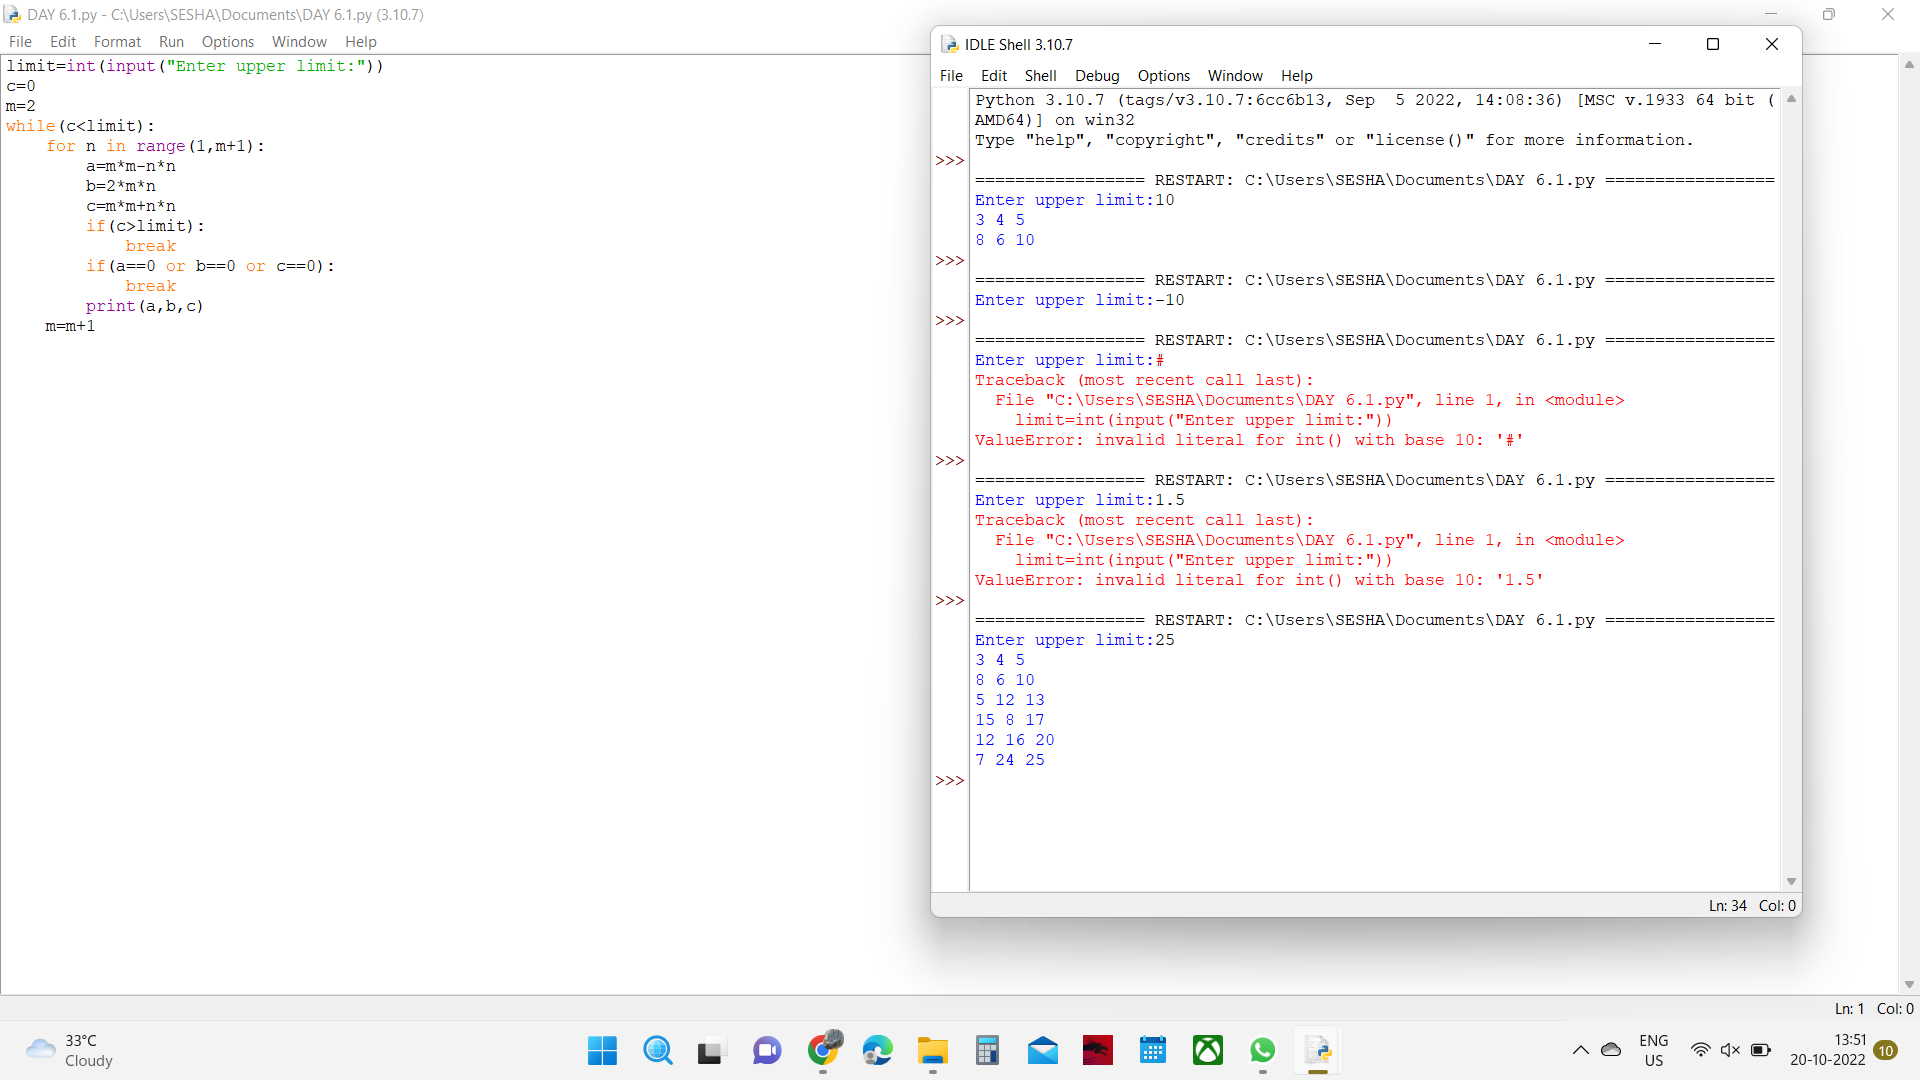 DAY 6.1.py - C:\Users\SESHA\Documents\DAY 6.1.py (3.10.7)
File Edit Format Run Options Window Help
limit=int(input("Enter upper limit:"))
c=0
m=2
while(c<limit):
    for n in range(1,m+1):
        a=m*m-n*n
        b=2*m*n
        c=m*m+n*n
        if(c>limit):
            break
        if(a==0 or b==0 or c==0):
            break
        print(a,b,c)
    m=m+1
IDLE Shell 3.10.7
File Edit Shell Debug Options Window Help
Python 3.10.7 (tags/v3.10.7:6cc6b13, Sep  5 2022, 14:08:36) [MSC v.1933 64 bit (
AMD64)] on win32
Type "help", "copyright", "credits" or "license()" for more information.
>>>
================= RESTART: C:\Users\SESHA\Documents\DAY 6.1.py =================
Enter upper limit:10
3 4 5
8 6 10
>>>
================= RESTART: C:\Users\SESHA\Documents\DAY 6.1.py =================
Enter upper limit:-10
>>>
================= RESTART: C:\Users\SESHA\Documents\DAY 6.1.py =================
Enter upper limit:#
Traceback (most recent call last):
  File "C:\Users\SESHA\Documents\DAY 6.1.py", line 1, in <module>
    limit=int(input("Enter upper limit:"))
ValueError: invalid literal for int() with base 10: '#'
>>>
================= RESTART: C:\Users\SESHA\Documents\DAY 6.1.py =================
Enter upper limit:1.5
Traceback (most recent call last):
  File "C:\Users\SESHA\Documents\DAY 6.1.py", line 1, in <module>
    limit=int(input("Enter upper limit:"))
ValueError: invalid literal for int() with base 10: '1.5'
>>>
================= RESTART: C:\Users\SESHA\Documents\DAY 6.1.py =================
Enter upper limit:25
3 4 5
8 6 10
5 12 13
15 8 17
12 16 20
7 24 25
>>>
Ln: 34 Col: 0
Ln: 1 Col: 0
33°C
Cloudy
ENG
US
13:51
20-10-2022
10